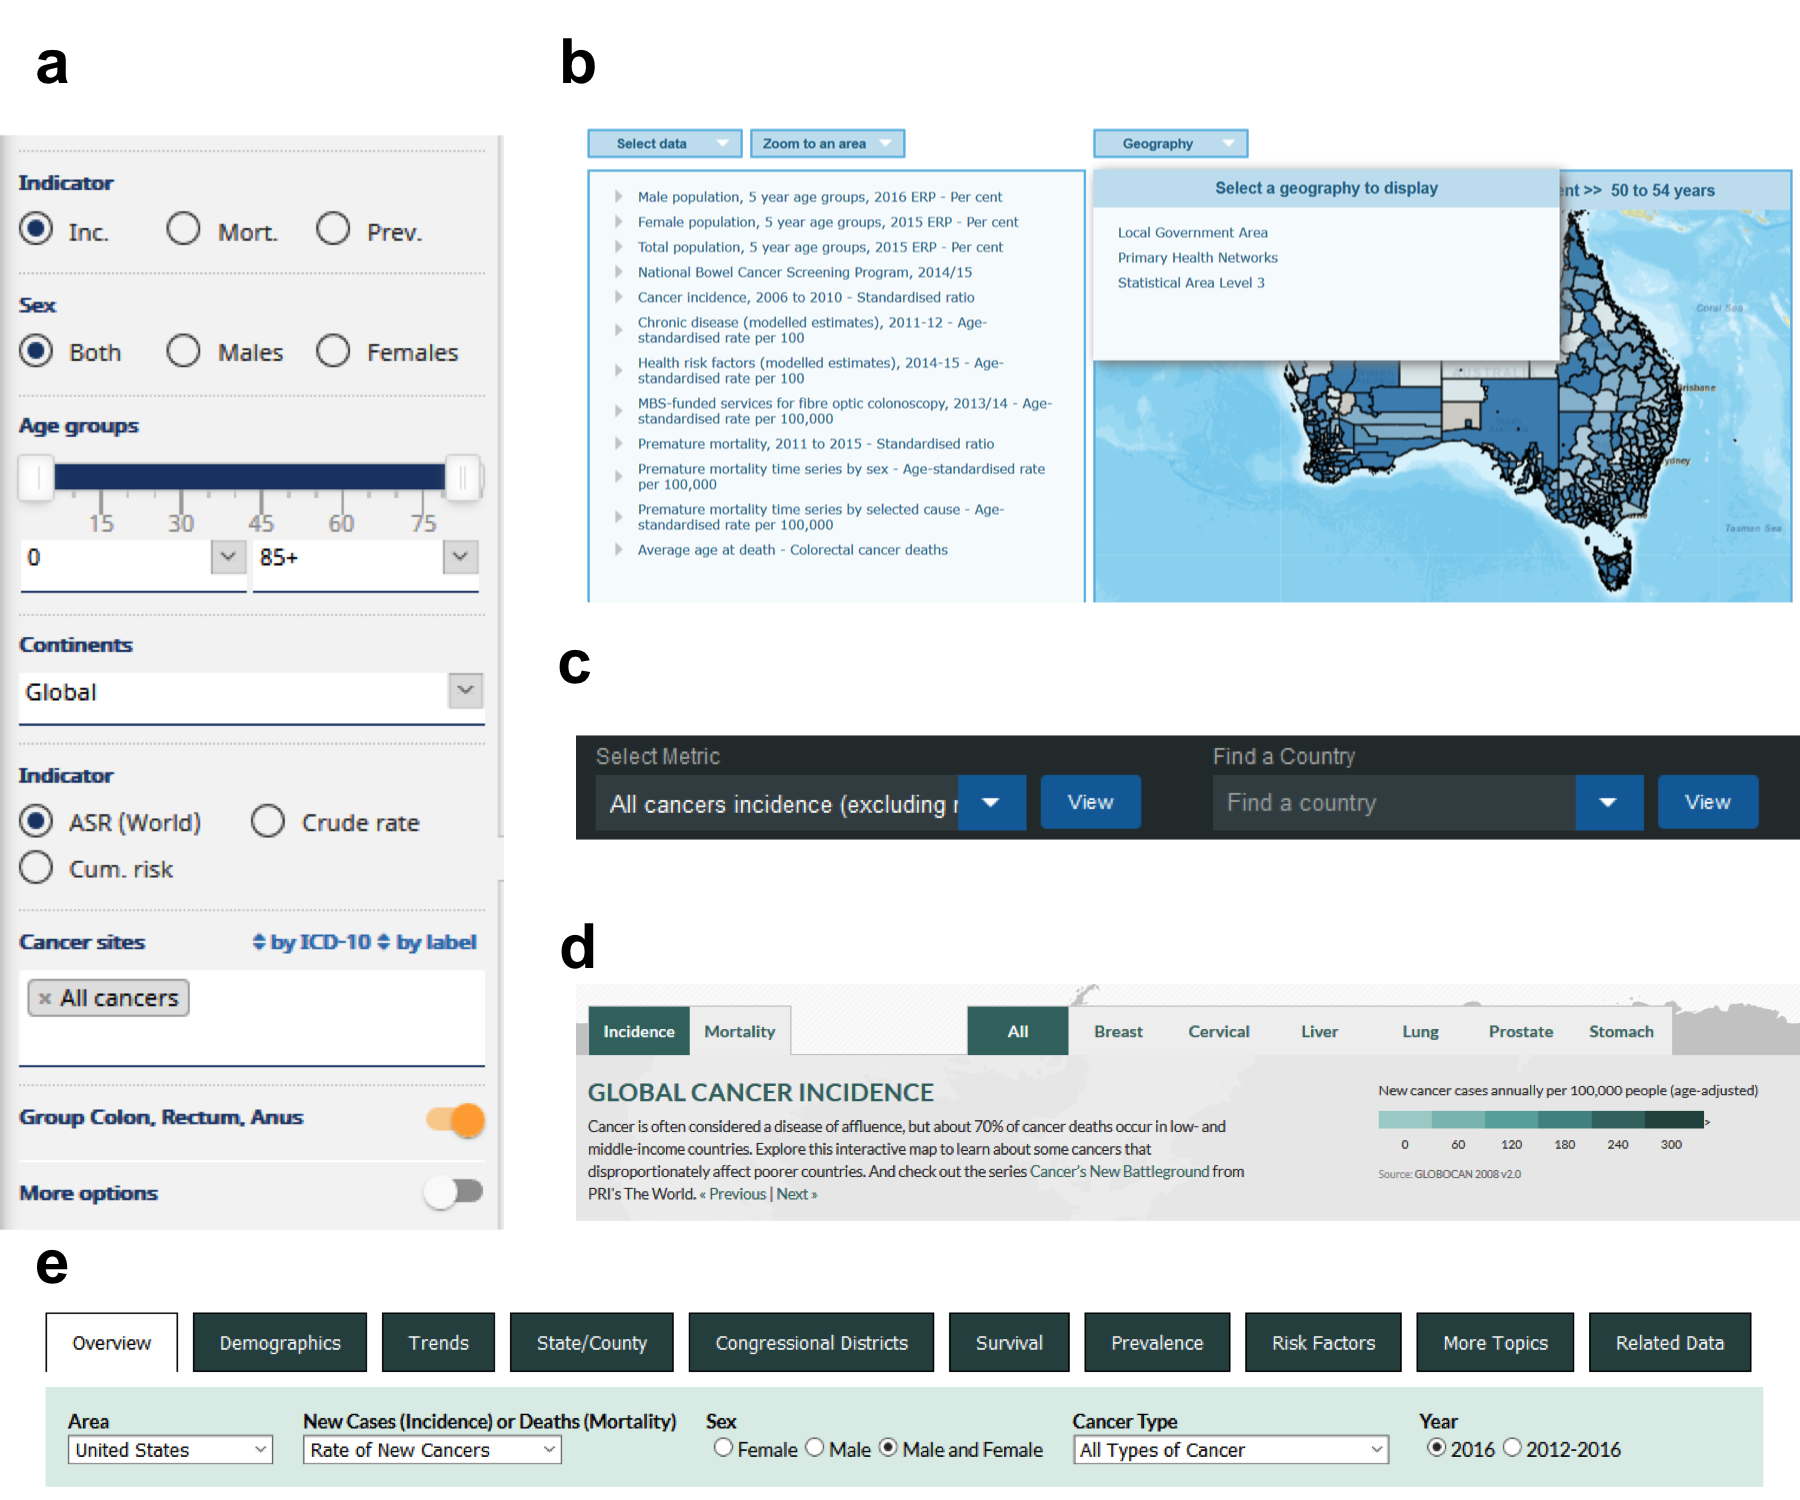 a
Indicator
Inc. Mort. Prev.
Sex
Both Males Females
Age groups
15 30 45 60 75
0 85+
Continents
Global
Indicator
ASR (World) Crude rate
Cum. risk
Cancer sites by ICD-10 by label
× All cancers
Group Colon, Rectum, Anus
More options
b
Select data Zoom to an area Geography
Male population, 5 year age groups, 2016 ERP - Per cent
Female population, 5 year age groups, 2015 ERP - Per cent
Total population, 5 year age groups, 2015 ERP - Per cent
National Bowel Cancer Screening Program, 2014/15
Cancer incidence, 2006 to 2010 - Standardised ratio
Chronic disease (modelled estimates), 2011-12 - Age-
standardised rate per 100
Health risk factors (modelled estimates), 2014-15 - Age-
standardised rate per 100
MBS-funded services for fibre optic colonoscopy, 2013/14 - Age-
standardised rate per 100,000
Premature mortality, 2011 to 2015 - Standardised ratio
Premature mortality time series by sex - Age-standardised rate
per 100,000
Premature mortality time series by selected cause - Age-
standardised rate per 100,000
Average age at death - Colorectal cancer deaths
Select a geography to display
Local Government Area
Primary Health Networks
Statistical Area Level 3
nt >> 50 to 54 years
Coral Sea
AUSTRALIA
risbane
ydney
Tasman Sea
c
Select Metric Find a Country
All cancers incidence (excluding View Find a country View
d
Incidence Mortality All Breast Cervical Liver Lung Prostate Stomach
GLOBAL CANCER INCIDENCE
Cancer is often considered a disease of affluence, but about 70% of cancer deaths occur in low- and
middle-income countries. Explore this interactive map to learn about some cancers that
disproportionately affect poorer countries. And check out the series Cancer's New Battleground from
PRI's The World. « Previous | Next »
New cancer cases annually per 100,000 people (age-adjusted)
>
0 60 120 180 240 300
Source: GLOBOCAN 2008 v2.0
e
Overview Demographics Trends State/County Congressional Districts Survival Prevalence Risk Factors More Topics Related Data
Area New Cases (Incidence) or Deaths (Mortality) Sex Cancer Type Year
United States Rate of New Cancers Female Male Male and Female All Types of Cancer 2016 2012-2016